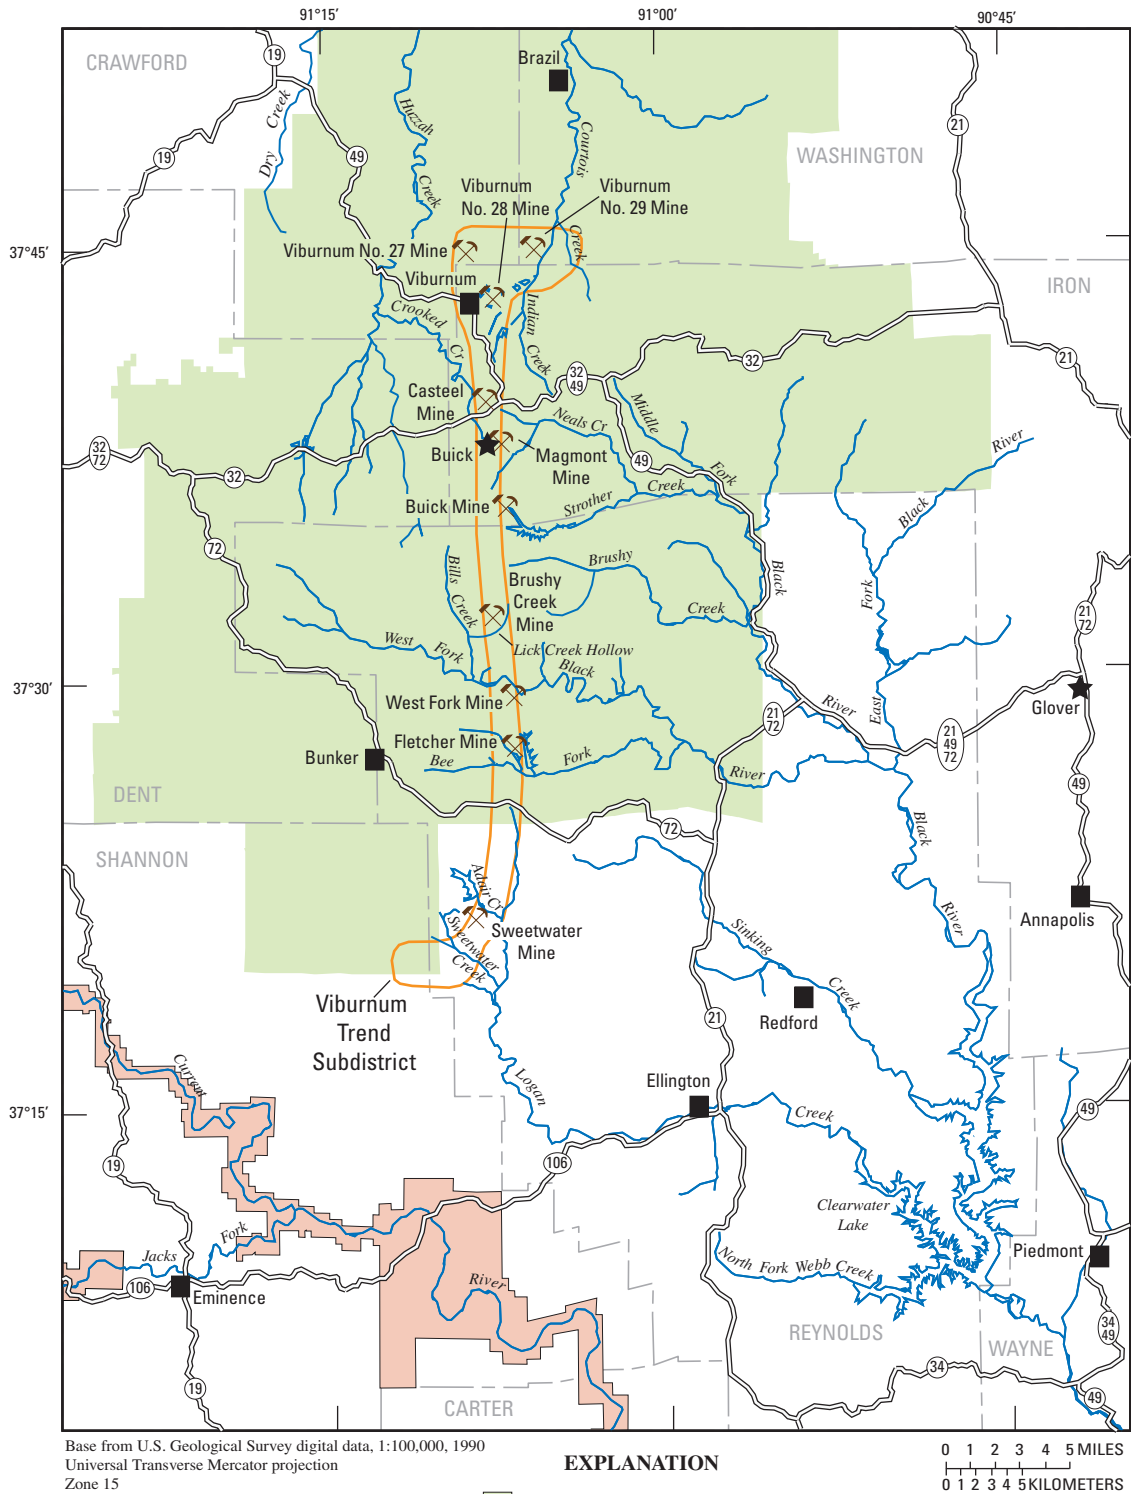 91°15′
91°00′
90°45′
CRAWFORD
19
Brazil
Dry Creek
Huzzah
Creek
Courtois
Creek
21
19
49
WASHINGTON
Viburnum
No. 28 Mine
Viburnum
No. 29 Mine
37°45′
Viburnum No. 27 Mine
Viburnum
IRON
Crooked
Cr
Indian
Creek
32
21
32
49
Casteel
Mine
Middle
Fork
Neals Cr
32
72
Buick
Magmont
Mine
49
River
32
Black
Buick Mine
Strother
Creek
72
Bills
Creek
Brushy
Creek
Brushy
Creek
Mine
Black
Fork
21
72
West
Fork
Lick Creek Hollow
Black
37°30′
West Fork Mine
River
East
Glover
21
72
21
49
72
Fletcher Mine
Bunker
Bee
Fork
River
49
DENT
Black
SHANNON
72
Adair Cr
River
Annapolis
Sweetwater
Creek
Sweetwater
Mine
Sinking
Creek
Viburnum
Trend
Subdistrict
Redford
21
Current
Logan
Ellington
37°15′
Creek
49
19
106
Clearwater
Lake
Jacks
Fork
Piedmont
106
Eminence
River
North Fork Webb Creek
REYNOLDS
WAYNE
34
49
34
19
CARTER
49
Base from U.S. Geological Survey digital data, 1:100,000, 1990
Universal Transverse Mercator projection
Zone 15
EXPLANATION
0 1 2 3 4 5 MILES
0 1 2 3 4 5 KILOMETERS